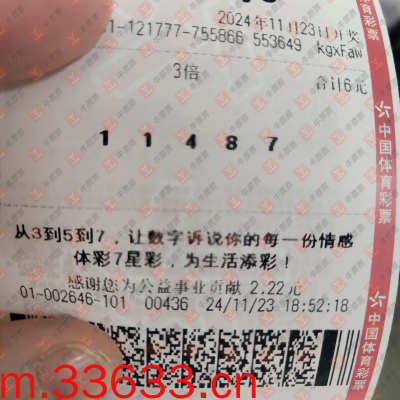 2024年11月23日开奖
1-121777-755866 553649 kgxFaW
3倍 合计6元
1 1 4 8 7
从3到5到7，让数字诉说你的每一份情感
体彩7星彩，为生活添彩！
感谢您为公益事业贡献 2.22元
01-002646-101 00436 24/11/23 18:52:18
中国体育彩票
中国体育彩票
m.33633.cn